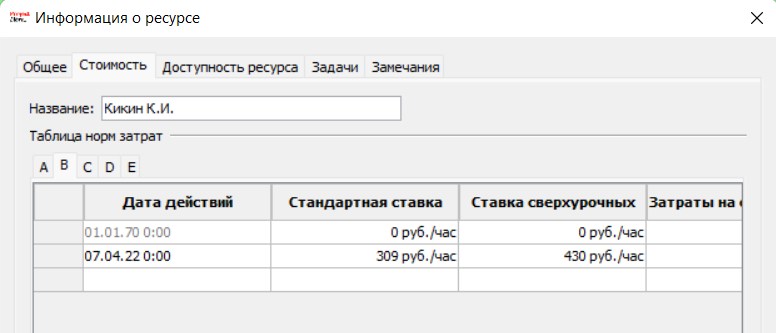 Информация о ресурсе
Общее Стоимость Доступность ресурса Задачи Замечания
Название: Кикин К.И.
Таблица норм затрат
A B C D E
Дата действий Стандартная ставка Ставка сверхурочных Затраты на
01.01.70 0:00 0 руб./час 0 руб./час
07.04.22 0:00 309 руб./час 430 руб./час